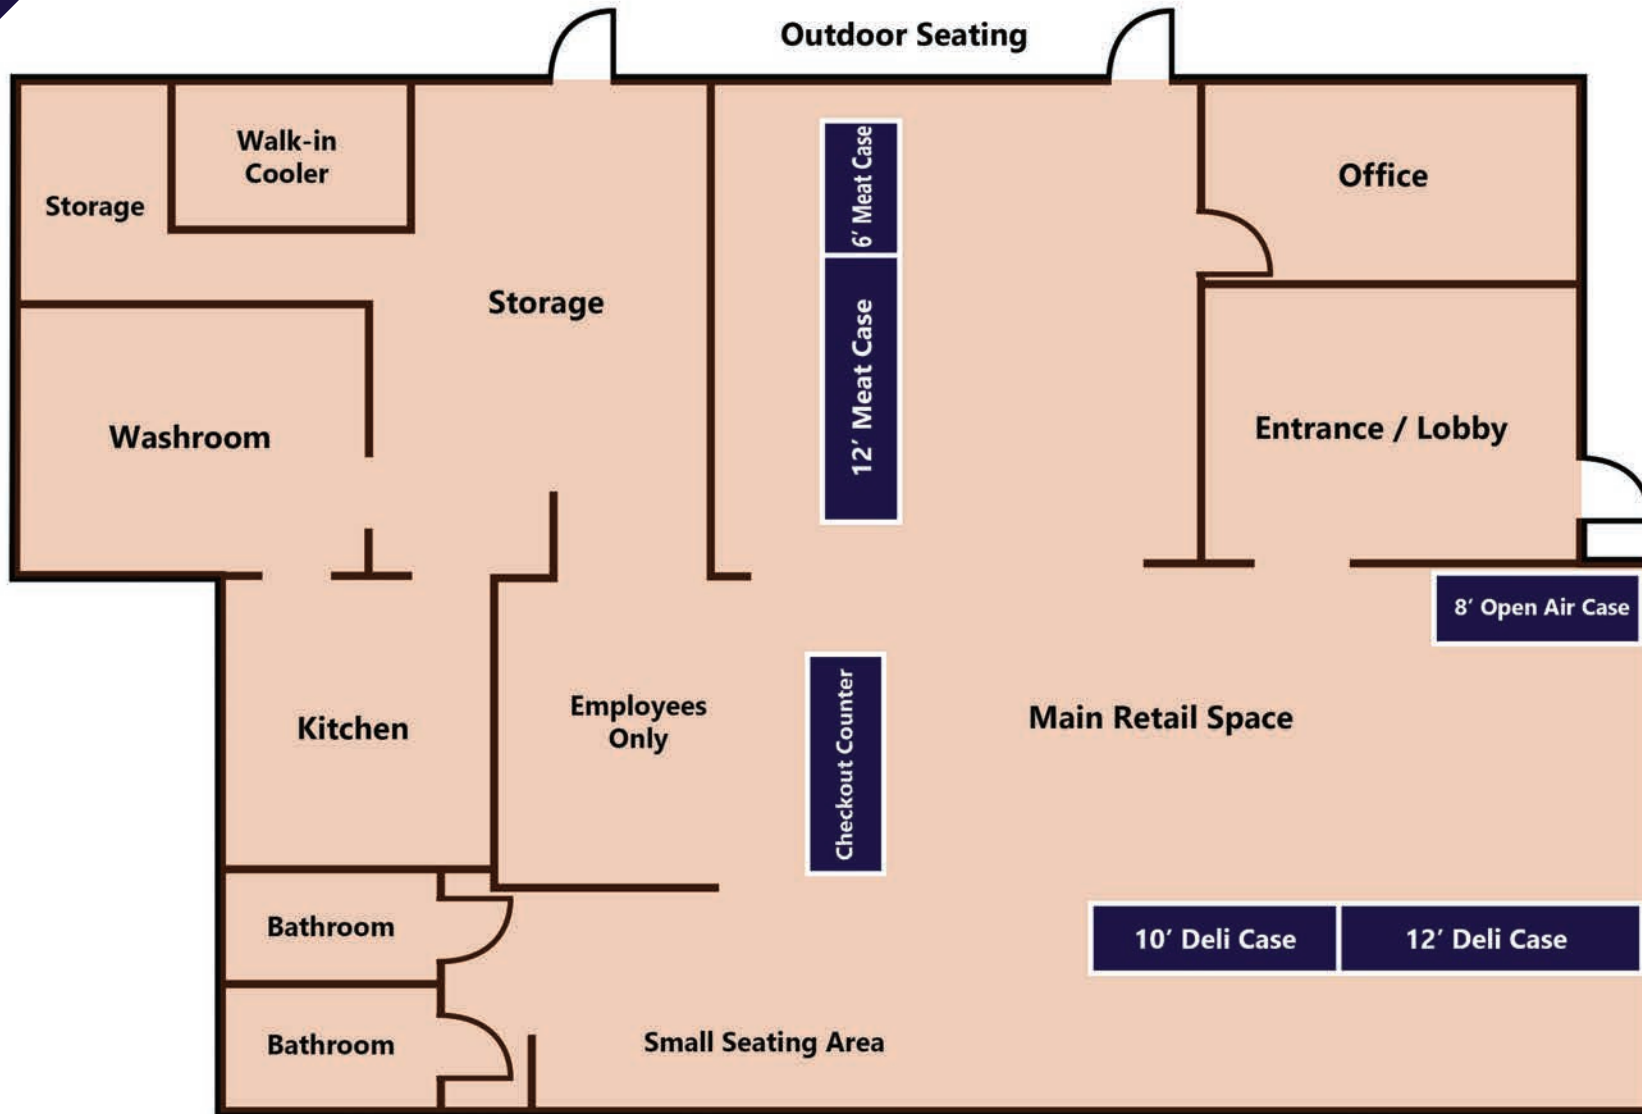 Outdoor Seating
Walk-in
Cooler
Storage
6’ Meat Case
Office
Storage
12’ Meat Case
Washroom
Entrance / Lobby
8’ Open Air Case
Kitchen
Employees
Only
Checkout Counter
Main Retail Space
Bathroom
10’ Deli Case
12’ Deli Case
Bathroom
Small Seating Area